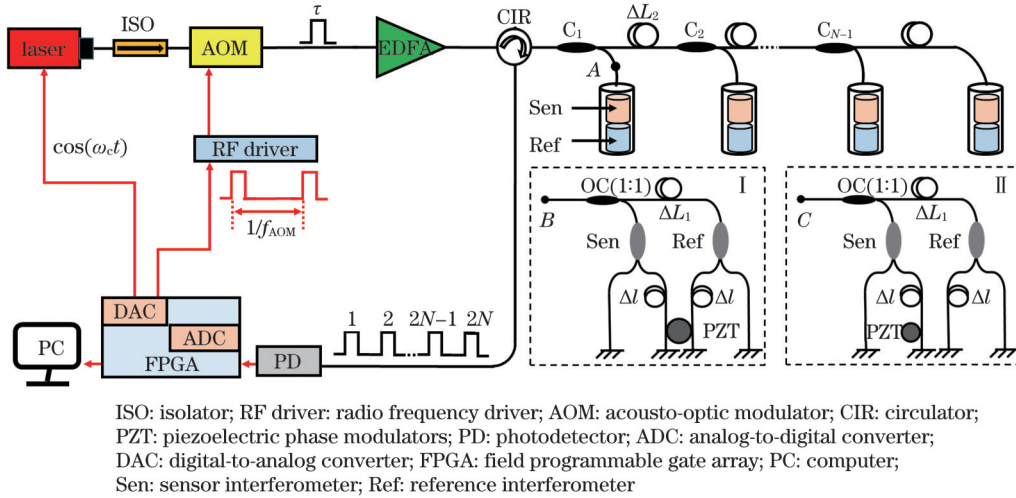 laser
ISO
AOM
τ
EDFA
CIR
C₁
ΔL₂
C₂
C_{N−1}
A
Sen
Ref
cos(ω_ct)
RF driver
1/f_{AOM}
DAC
ADC
FPGA
PC
PD
1 2 2N−1 2N
OC(1∶1)
I
ΔL₁
B
Sen
Ref
Δl
Δl
PZT
OC(1∶1)
II
ΔL₁
C
Sen
Ref
Δl
Δl
PZT
ISO: isolator; RF driver: radio frequency driver; AOM: acousto-optic modulator; CIR: circulator;
PZT: piezoelectric phase modulators; PD: photodetector; ADC: analog-to-digital converter;
DAC: digital-to-analog converter; FPGA: field programmable gate array; PC: computer;
Sen: sensor interferometer; Ref: reference interferometer